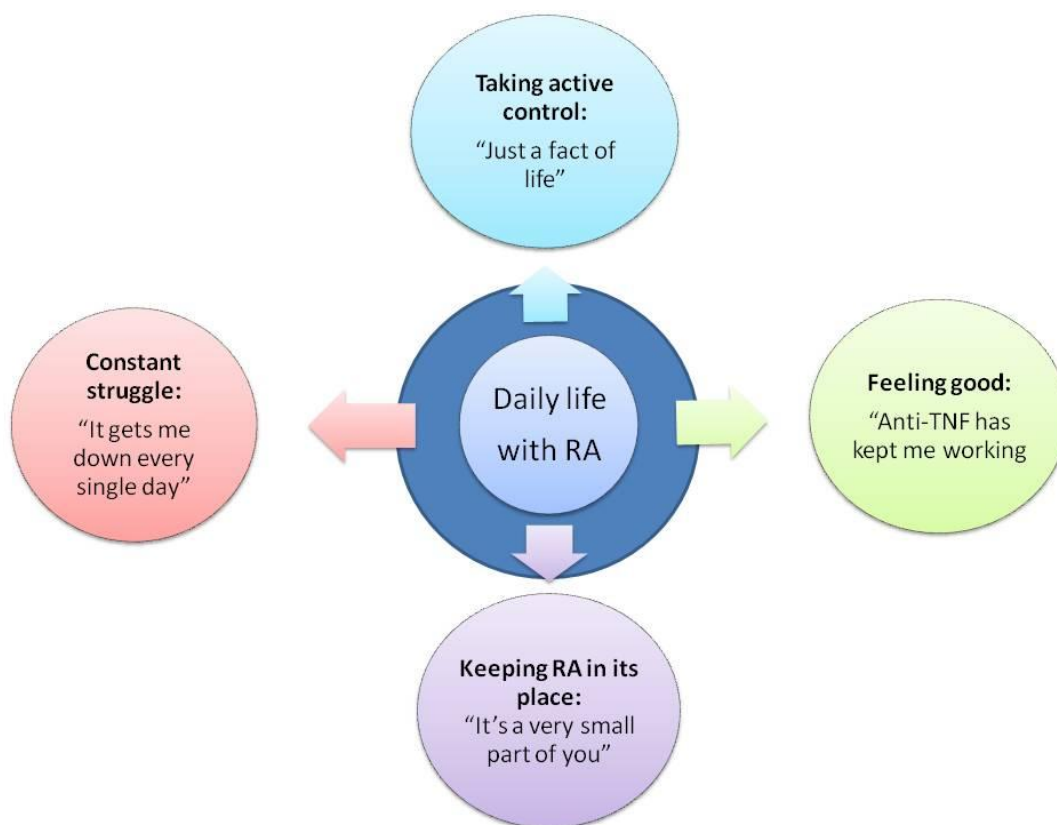 Taking active
control:
“Just a fact of
life”
Constant
struggle:
“It gets me
down every
single day”
Daily life
with RA
Feeling good:
“Anti-TNF has
kept me working
Keeping RA in its
place:
“It’s a very small
part of you”